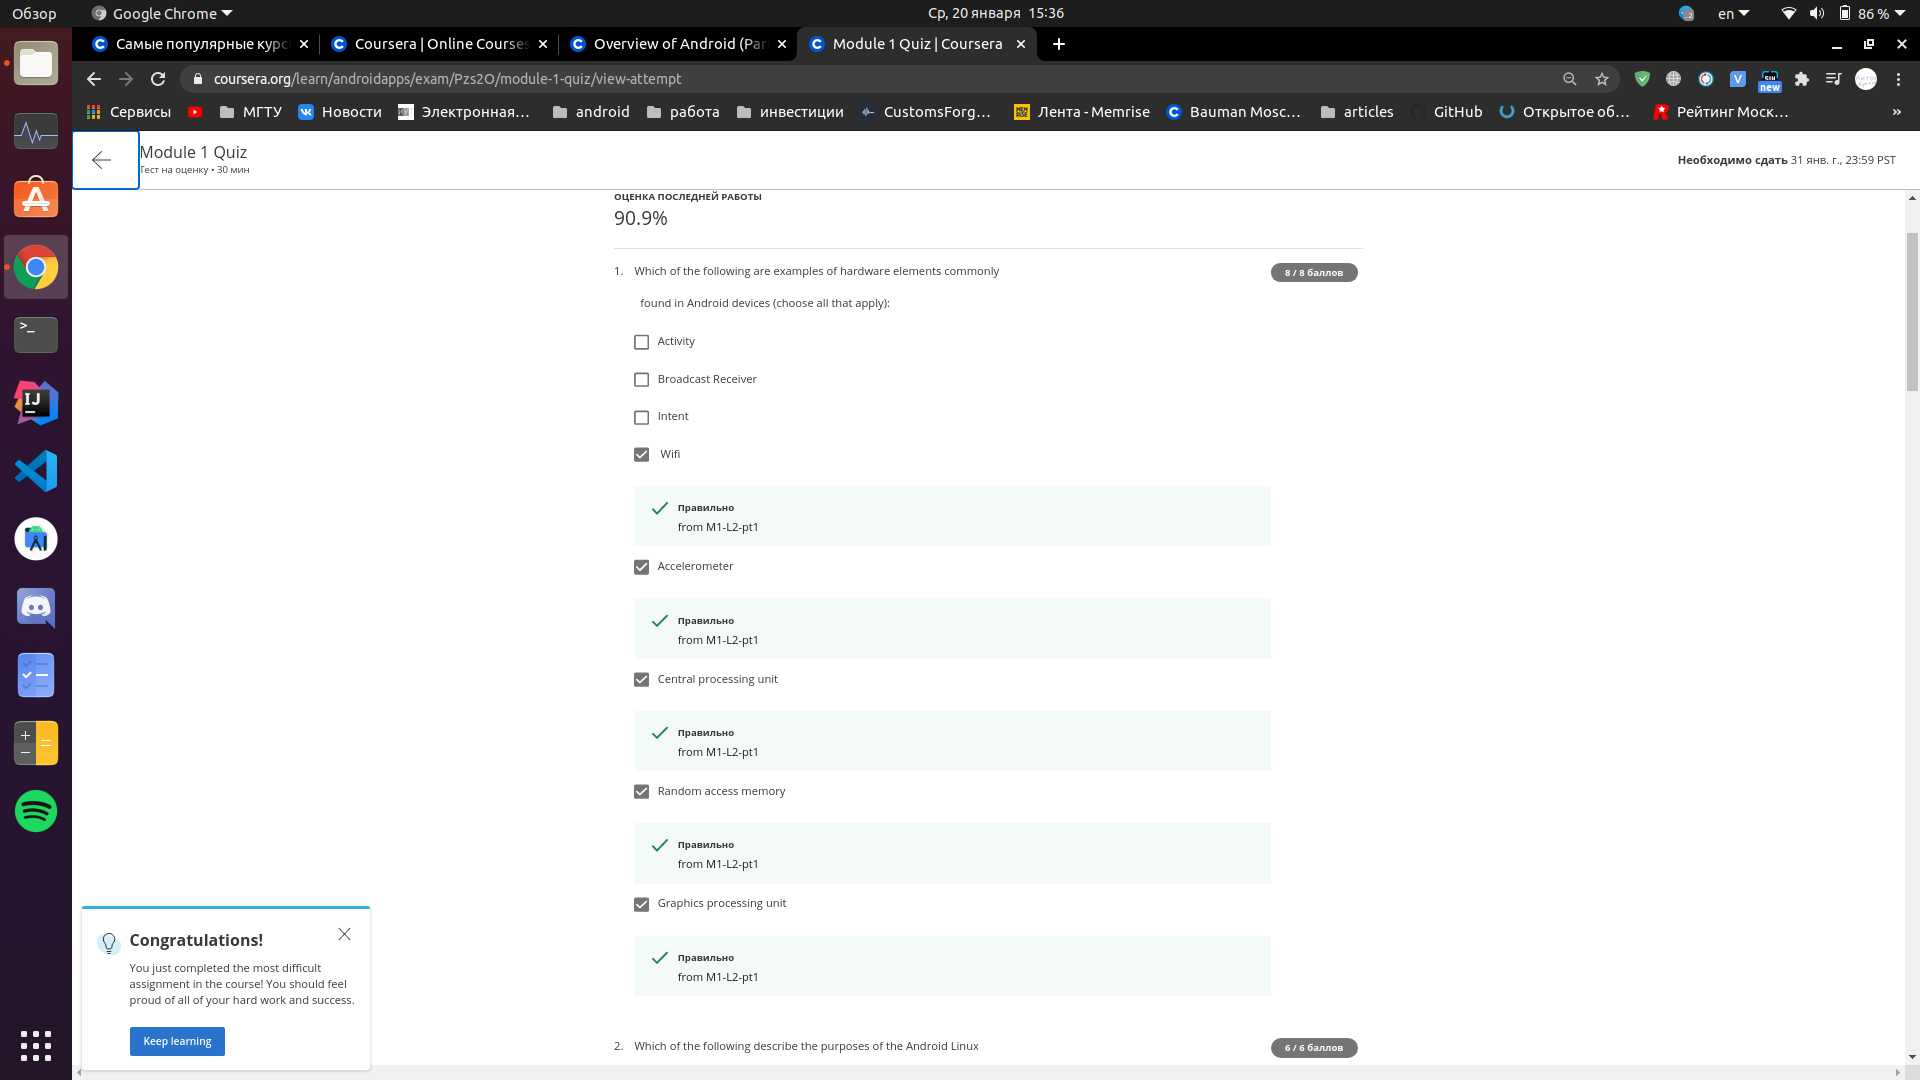 Обзор
Google Chrome
Ср, 20 января 15:36
en
86 %
Самые популярные курс
Coursera | Online Courses
Overview of Android (Par
Module 1 Quiz | Coursera
coursera.org/learn/androidapps/exam/Pzs2O/module-1-quiz/view-attempt
new
Сервисы
МГТУ
Новости
Электронная...
android
работа
инвестиции
CustomsForg...
Лента - Memrise
Bauman Mosc...
articles
GitHub
Открытое об...
Рейтинг Моск...
»
Module 1 Quiz
Тест на оценку • 30 мин
Необходимо сдать 31 янв. г., 23:59 PST
ОЦЕНКА ПОСЛЕДНЕЙ РАБОТЫ
90.9%
1. Which of the following are examples of hardware elements commonly
8 / 8 баллов
found in Android devices (choose all that apply):
Activity
Broadcast Receiver
Intent
Wifi
Правильно
from M1-L2-pt1
Accelerometer
Правильно
from M1-L2-pt1
Central processing unit
Правильно
from M1-L2-pt1
Random access memory
Правильно
from M1-L2-pt1
Graphics processing unit
Правильно
from M1-L2-pt1
2. Which of the following describe the purposes of the Android Linux
6 / 6 баллов
Congratulations!
You just completed the most difficult
assignment in the course! You should feel
proud of all of your hard work and success.
Keep learning